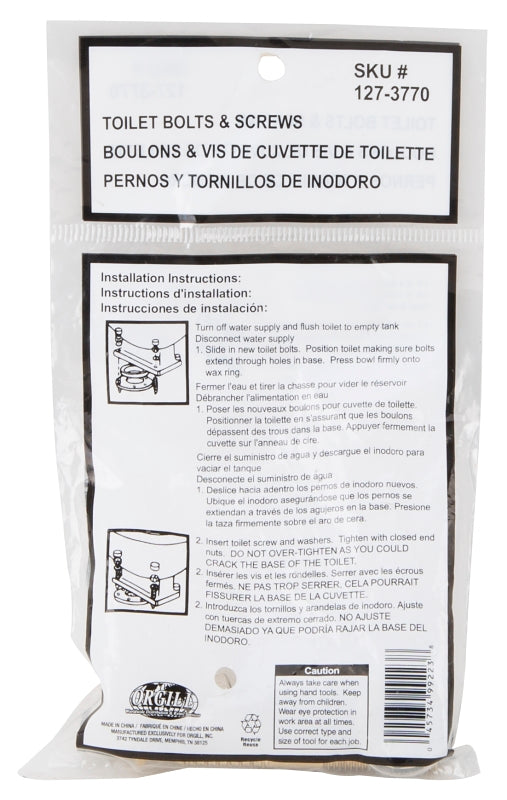 SKU #
127-3770
TOILET BOLTS & SCREWS
BOULONS & VIS DE CUVETTE DE TOILETTE
PERNOS Y TORNILLOS DE INODORO
Installation Instructions:
Instructions d'installation:
Instrucciones de instalación:
Turn off water supply and flush toilet to empty tank
Disconnect water supply
1. Slide in new toilet bolts. Position toilet making sure bolts
extend through holes in base. Press bowl firmly onto
wax ring.
Fermer l'eau et tirer la chasse pour vider le réservoir
Débrancher l'alimentation en eau
1. Poser les nouveaux boulons pour cuvette de toilette.
Positionner la toilette en s'assurant que les boulons
dépassent des trous dans la base. Appuyer fermement la
cuvette sur l'anneau de cire.
Cierre el suministro de agua y descargue el inodoro para
vaciar el tanque
Desconecte el suministro de agua
1. Deslice hacia adentro los pernos de inodoro nuevos.
Ubique el inodoro asegurándose que los pernos se
extiendan a través de los agujeros en la base. Presione
la taza firmemente sobre el aro de cera.
2. Insert toilet screw and washers. Tighten with closed end
nuts. DO NOT OVER-TIGHTEN AS YOU COULD
CRACK THE BASE OF THE TOILET.
2. Insérer les vis et les rondelles. Serrer avec les écrous
fermés. NE PAS TROP SERRER, CELA POURRAIT
FISSURER LA BASE DE LA CUVETTE.
2. Introduzca los tornillos y arandelas de inodoro. Ajuste
con tuercas de extremo cerrado. NO AJUSTE
DEMASIADO YA QUE PODRÍA RAJAR LA BASE DEL
INODORO.
ORGILL
MADE IN CHINA / FABRIQUÉ EN CHINE / HECHO EN CHINA
MANUFACTURED EXCLUSIVELY FOR ORGILL, INC.
3742 TYNDALE DRIVE, MEMPHIS, TN 38125
Recycle
Reuse
Caution
Always take care when
using hand tools. Keep
away from children.
Wear eye protection in
work area at all times.
Use correct type and
size of tool for each job.
0 45734 99223 8